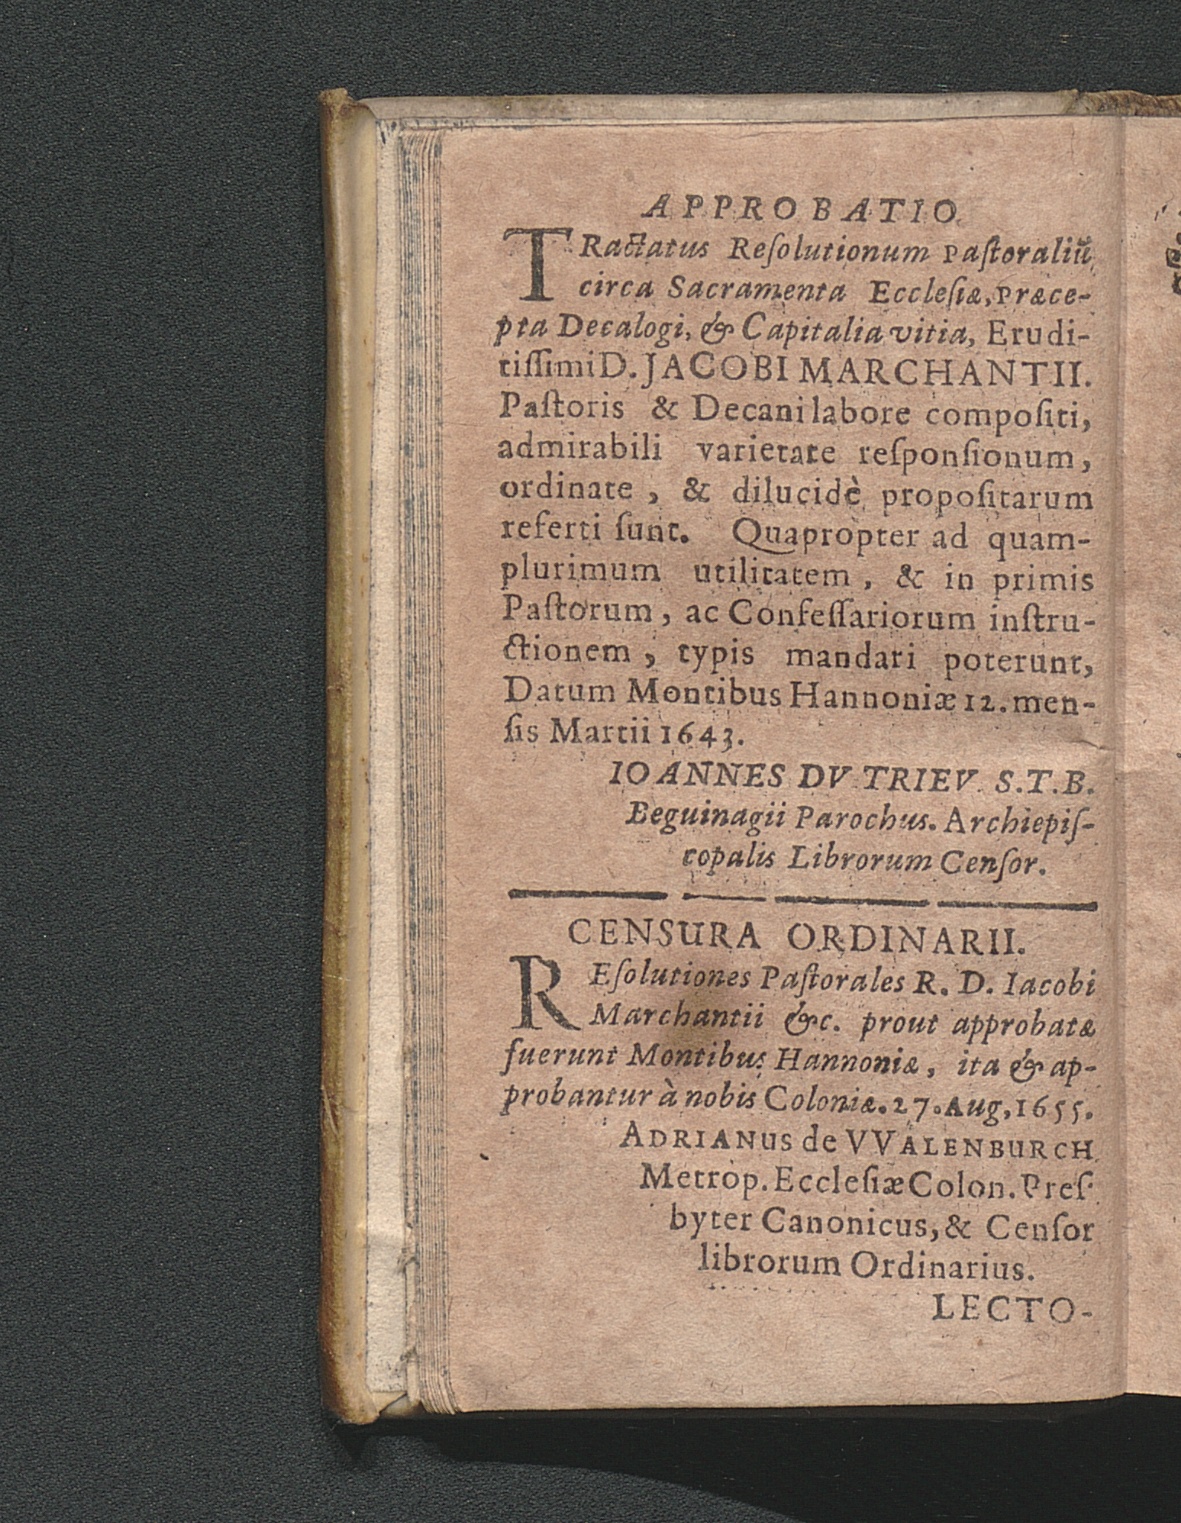 APPROBATIO
TRactatus Reſolutionum Paſtoraliũ
circa Sacramenta Eccleſiæ, Præce-
pta Decalogi, & Capitalia vitia, Erudi-
tiſſimi D. JACOBI MARCHANTII.
Paſtoris & Decani labore compoſiti,
admirabili varietate reſponſionum,
ordinate, & dilucidè propoſitarum
referti ſunt. Quapropter ad quam-
plurimum utilitatem, & in primis
Paſtorum, ac Confeſſariorum inſtru-
ctionem, typis mandari poterunt,
Datum Montibus Hannoniæ 12. men-
ſis Martii 1643.
IOANNES DV TRIEV S.T.B.
Beguinagii Parochus. Archiepiſ-
copalis Librorum Cenſor.
CENSURA ORDINARII.
REſolutiones Paſtorales R. D. Iacobi
Marchantii &c. prout approbatæ
fuerunt Montibus Hannoniæ, ita & ap-
probantur à nobis Coloniæ. 27. Aug, 1655.
ADRIANUS de VVALENBURCH
Metrop. Eccleſiæ Colon. Preſ
byter Canonicus, & Cenſor
librorum Ordinarius.
LECTO-